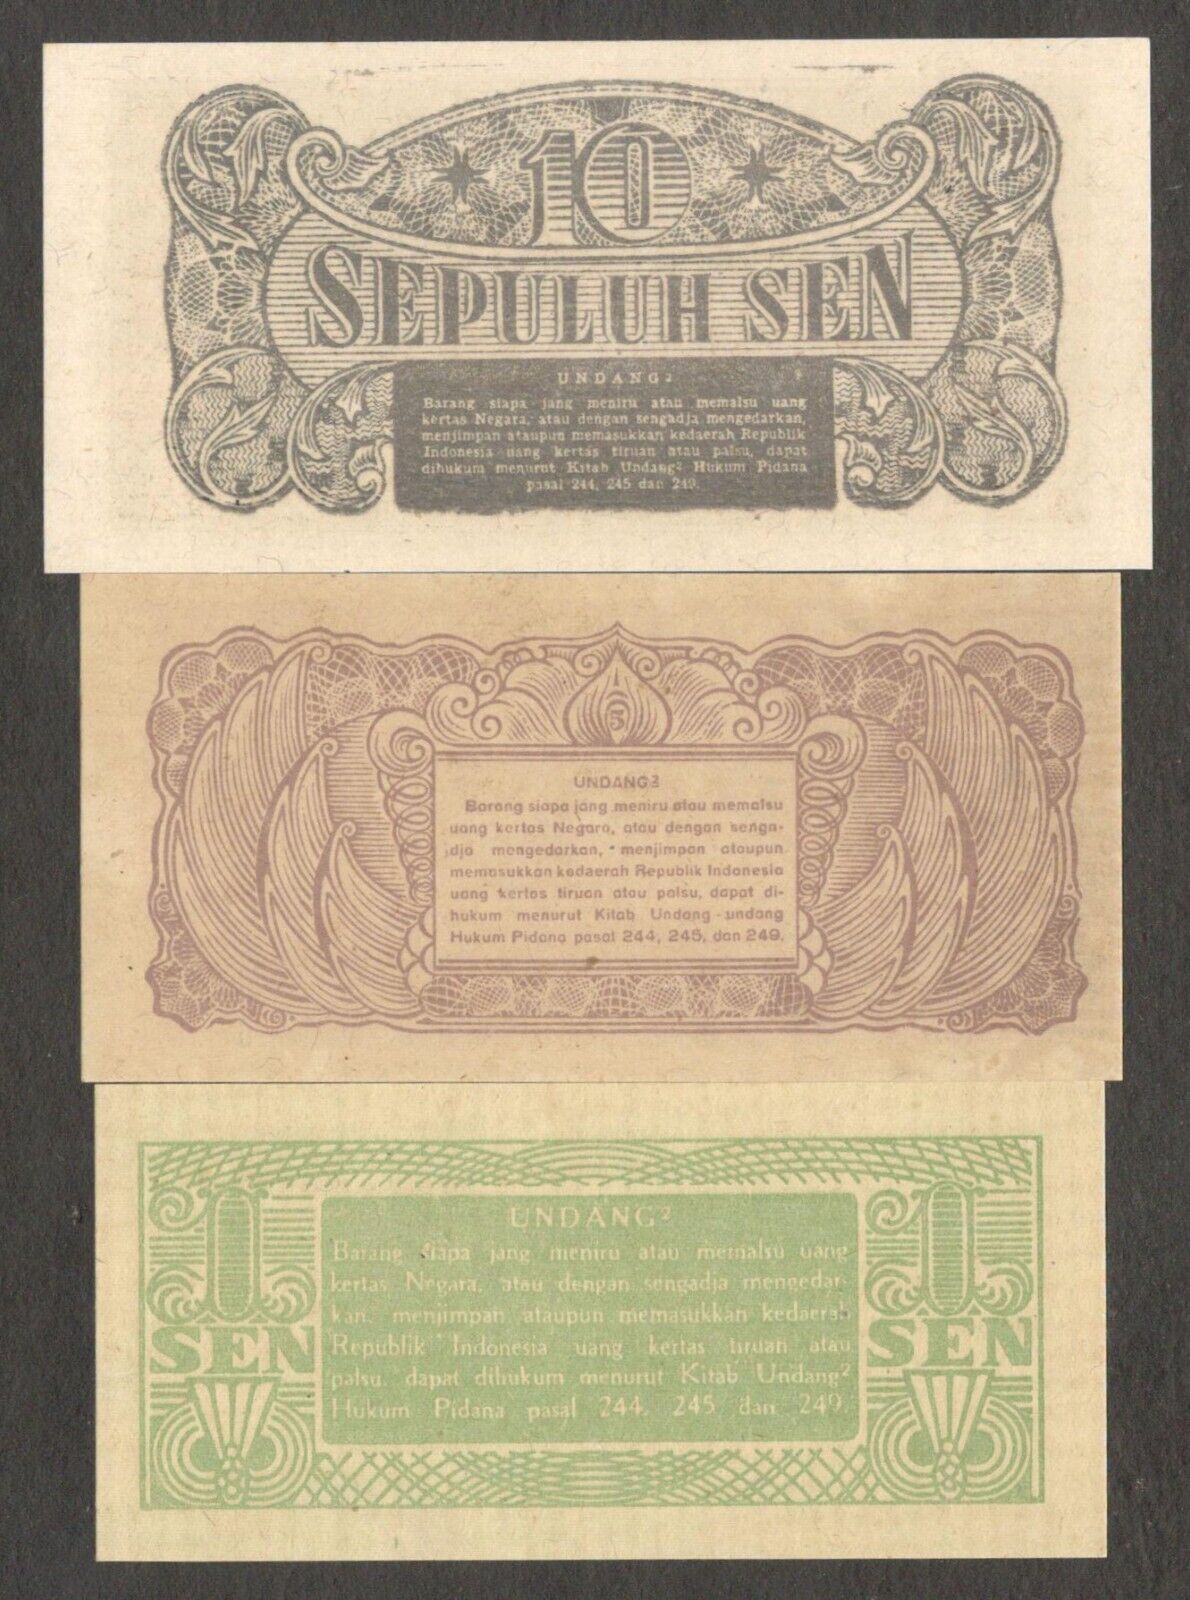 10
SEPULUH SEN
UNDANG²
Barang siapa jang meniru atau memalsu uang
kertas Negara, atau dengan sengadja mengedarkan,
menjimpan ataupun memasukkan kedaerah Republik
Indonesia uang kertas tiruan atau palsu, dapat
dihukum menurut Kitab Undang² Hukum Pidana
pasal 244, 245 dan 249.
5
UNDANG²
Barang siapa jang meniru atau memalsu
uang kertas Negara, atau dengan senga-
dja mengedarkan, menjimpan ataupun
memasukkan kedaerah Republik Indonesia
uang kertas tiruan atau palsu, dapat di-
hukum menurut Kitab Undang-undang
Hukum Pidana pasal 244, 245, dan 249.
1 SEN
UNDANG²
Barang siapa jang meniru atau memalsu uang
kertas Negara, atau dengan sengadja mengedar-
kan, menjimpan ataupun memasukkan kedaerah
Republik Indonesia uang kertas tiruan atau
palsu, dapat dihukum menurut Kitab Undang²
Hukum Pidana pasal 244, 245 dan 249.
1 SEN